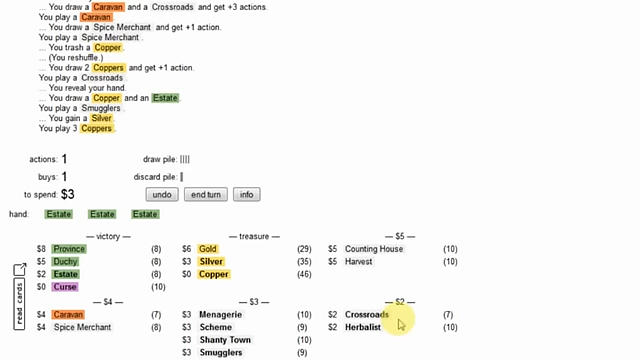 ... You draw a Caravan and a Crossroads and get +3 actions.
You play a Caravan.
... You draw a Spice Merchant and get +1 action.
You play a Spice Merchant .
... You trash a Copper.
... (You reshuffle.)
... You draw 2 Coppers and get +1 action.
You play a Crossroads .
... You reveal your hand.
... You draw a Copper and an Estate.
You play a Smugglers .
... You gain a Silver.
You play 3 Coppers.
actions: 1 draw pile: ||||
buys: 1 discard pile: |
to spend: $3 undo end turn info
hand: Estate Estate Estate
— victory — — treasure — — $5 —
$8 Province (8) $6 Gold (29) $5 Counting House (10)
$5 Duchy (8) $3 Silver (35) $5 Harvest (10)
$2 Estate (8) $0 Copper (46)
$0 Curse (10)
read cards
— $4 — $3 — — $2 —
$4 Caravan (7) $3 Menagerie (10) $2 Crossroads (7)
$4 Spice Merchant (8) $3 Scheme (9) $2 Herbalist (10)
$3 Shanty Town (10)
$3 Smugglers (9)